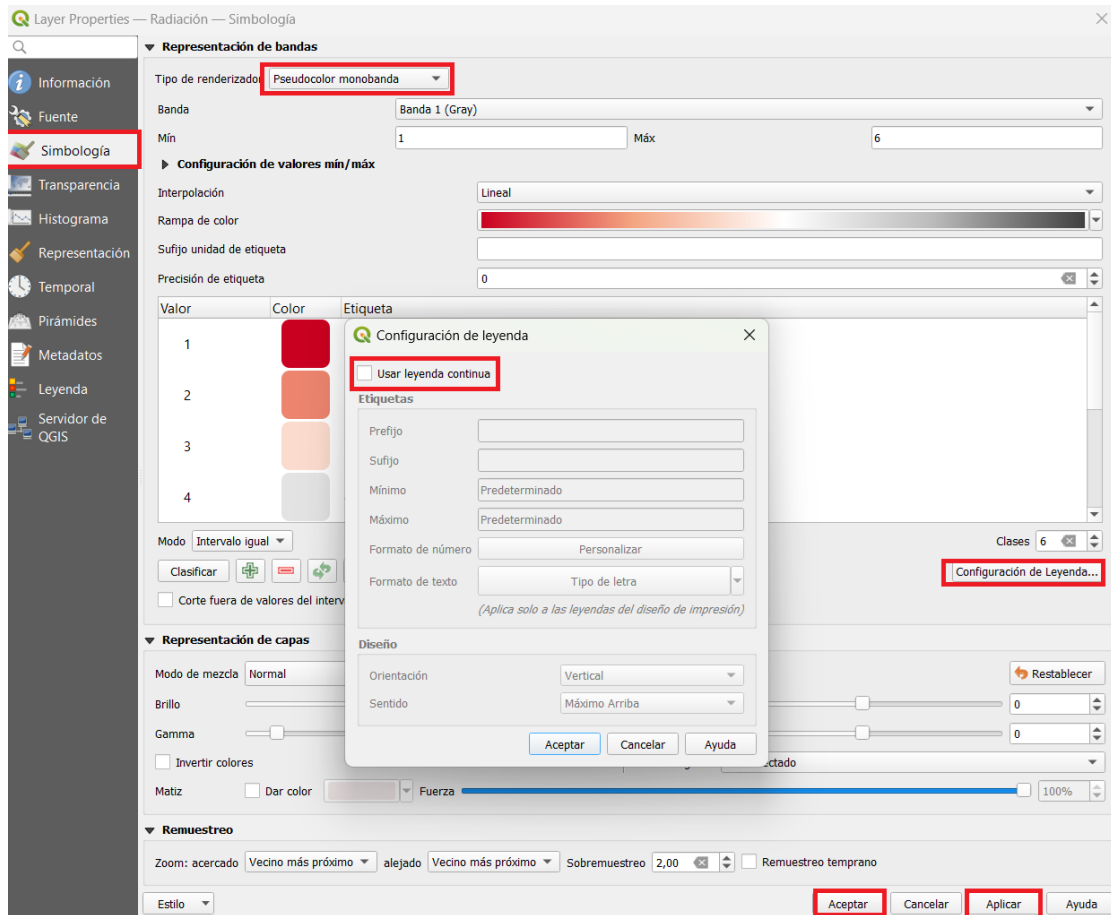 Layer Properties — Radiación — Simbología
Información
Fuente
Simbología
Transparencia
Histograma
Representación
Temporal
Pirámides
Metadatos
Leyenda
Servidor de
QGIS
Representación de bandas
Tipo de renderizador Pseudocolor monobanda
Banda Banda 1 (Gray)
Mín 1 Máx 6
Configuración de valores mín/máx
Interpolación Lineal
Rampa de color
Sufijo unidad de etiqueta
Precisión de etiqueta 0
Valor Color Etiqueta
1
2
3
4
Modo Intervalo igual Clases 6
Clasificar Configuración de Leyenda...
Corte fuera de valores del interv
Configuración de leyenda
Usar leyenda continua
Etiquetas
Prefijo
Sufijo
Mínimo Predeterminado
Máximo Predeterminado
Formato de número Personalizar
Formato de texto Tipo de letra
(Aplica solo a las leyendas del diseño de impresión)
Diseño
Orientación Vertical
Sentido Máximo Arriba
Aceptar Cancelar Ayuda
Representación de capas
Modo de mezcla Normal Restablecer
Brillo 0
Gamma 0
Invertir colores ectado
Matiz Dar color Fuerza 100%
Remuestreo
Zoom: acercado Vecino más próximo alejado Vecino más próximo Sobremuestreo 2,00 Remuestreo temprano
Estilo Aceptar Cancelar Aplicar Ayuda